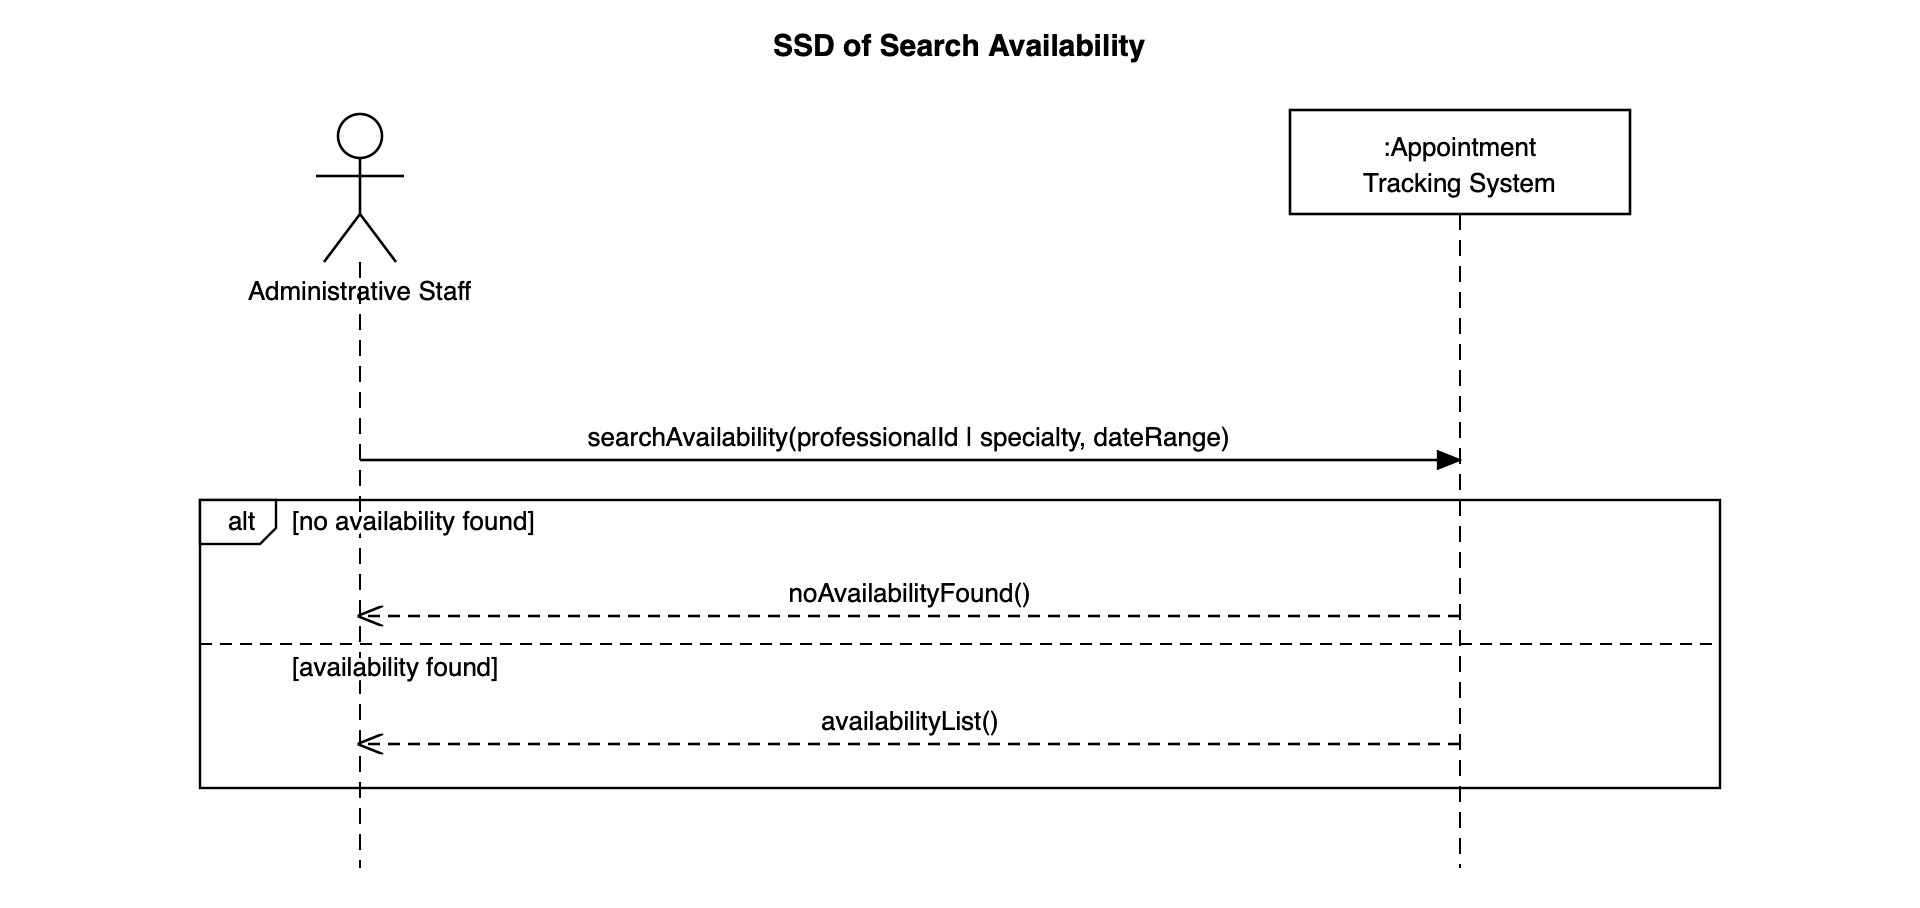 SSD of Search Availability
:Appointment
Tracking System
Administrative Staff
searchAvailability(professionalId | specialty, dateRange)
alt [no availability found]
noAvailabilityFound()
[availability found]
availabilityList()